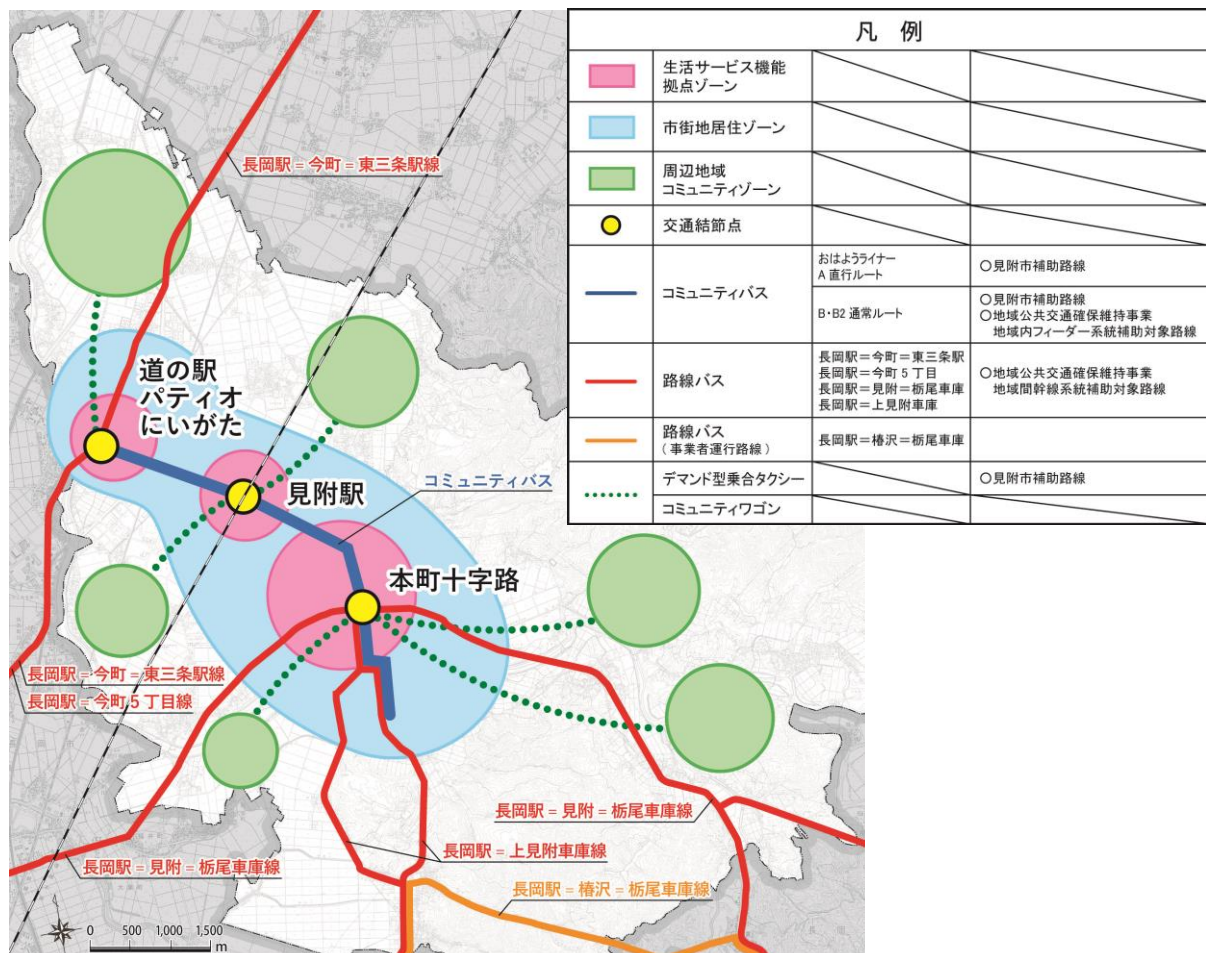 凡 例
生活サービス機能
拠点ゾーン
市街地居住ゾーン
周辺地域
コミュニティゾーン
交通結節点
コミュニティバス
おはようライナー
A 直行ルート
○見附市補助路線
B・B2 通常ルート
○見附市補助路線
○地域公共交通確保維持事業
地域内フィーダー系統補助対象路線
路線バス
長岡駅＝今町＝東三条駅
長岡駅＝今町５丁目
長岡駅＝見附＝栃尾車庫
長岡駅＝上見附車庫
○地域公共交通確保維持事業
地域間幹線系統補助対象路線
路線バス
（事業者運行路線）
長岡駅＝椿沢＝栃尾車庫
デマンド型乗合タクシー
○見附市補助路線
コミュニティワゴン
長岡駅＝今町＝東三条駅線
道の駅
パティオ
にいがた
見附駅
コミュニティバス
本町十字路
長岡駅＝今町＝東三条駅線
長岡駅＝今町５丁目線
長岡駅＝見附＝栃尾車庫線
長岡駅＝上見附車庫線
長岡駅＝見附＝栃尾車庫線
長岡駅＝椿沢＝栃尾車庫線
0 500 1,000 1,500
m